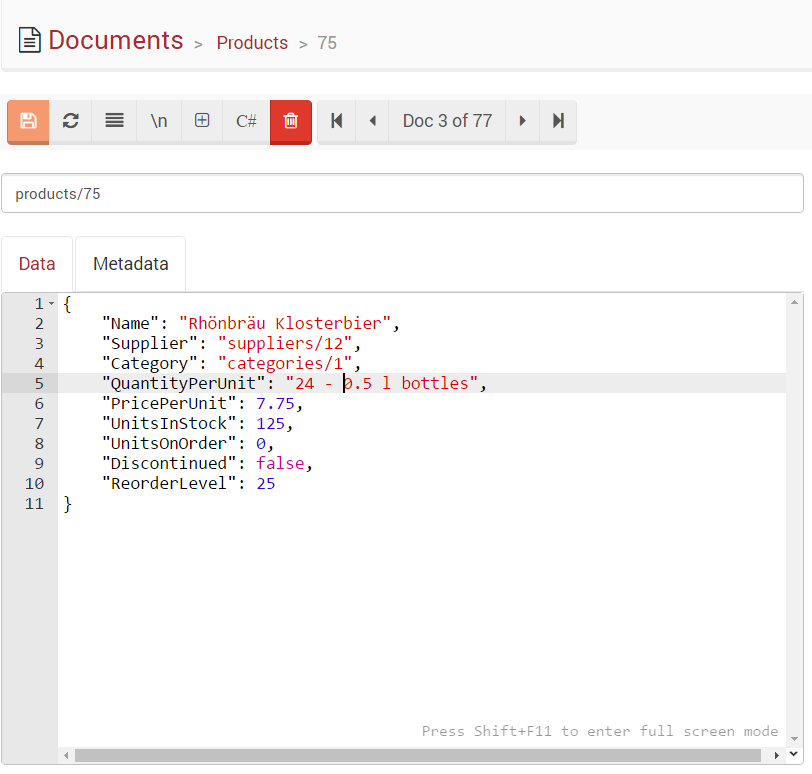 Documents > Products > 75
\n C# Doc 3 of 77
products/75
Data Metadata
1 {
2 "Name": "Rhönbräu Klosterbier",
3 "Supplier": "suppliers/12",
4 "Category": "categories/1",
5 "QuantityPerUnit": "24 - 0.5 l bottles",
6 "PricePerUnit": 7.75,
7 "UnitsInStock": 125,
8 "UnitsOnOrder": 0,
9 "Discontinued": false,
10 "ReorderLevel": 25
11 }
Press Shift+F11 to enter full screen mode